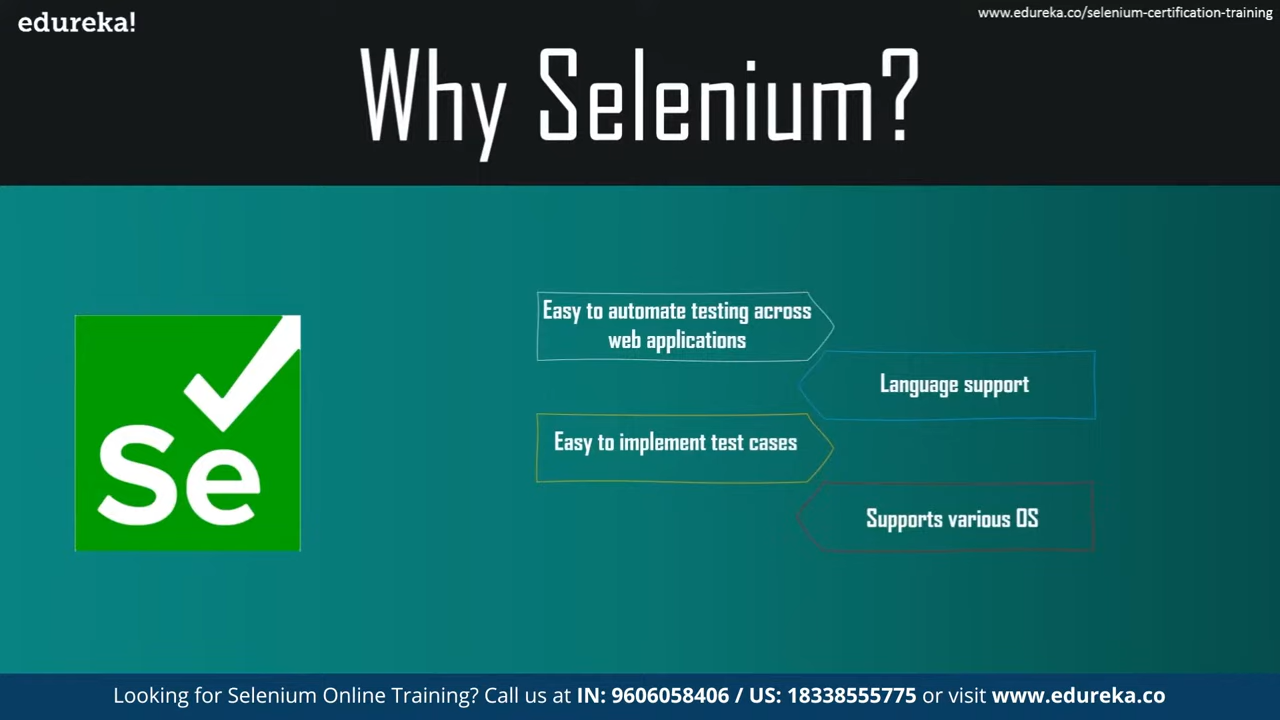 edureka!
www.edureka.co/selenium-certification-training
Why Selenium?
Easy to automate testing across
web applications
Language support
Easy to implement test cases
Supports various OS
Se
Looking for Selenium Online Training? Call us at IN: 9606058406 / US: 18338555775 or visit www.edureka.co